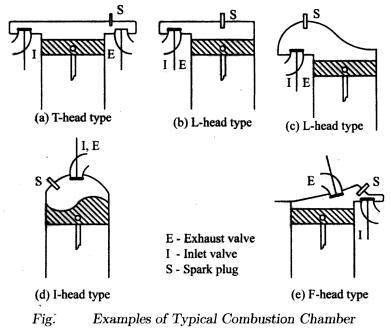 S
I
E
(a) T-head type
S
I
E
(b) L-head type
S
I
E
(c) L-head type
I, E
S
(d) I-head type
E - Exhaust valve
I - Inlet valve
S - Spark plug
E
S
I
(e) F-head type
Fig. Examples of Typical Combustion Chamber